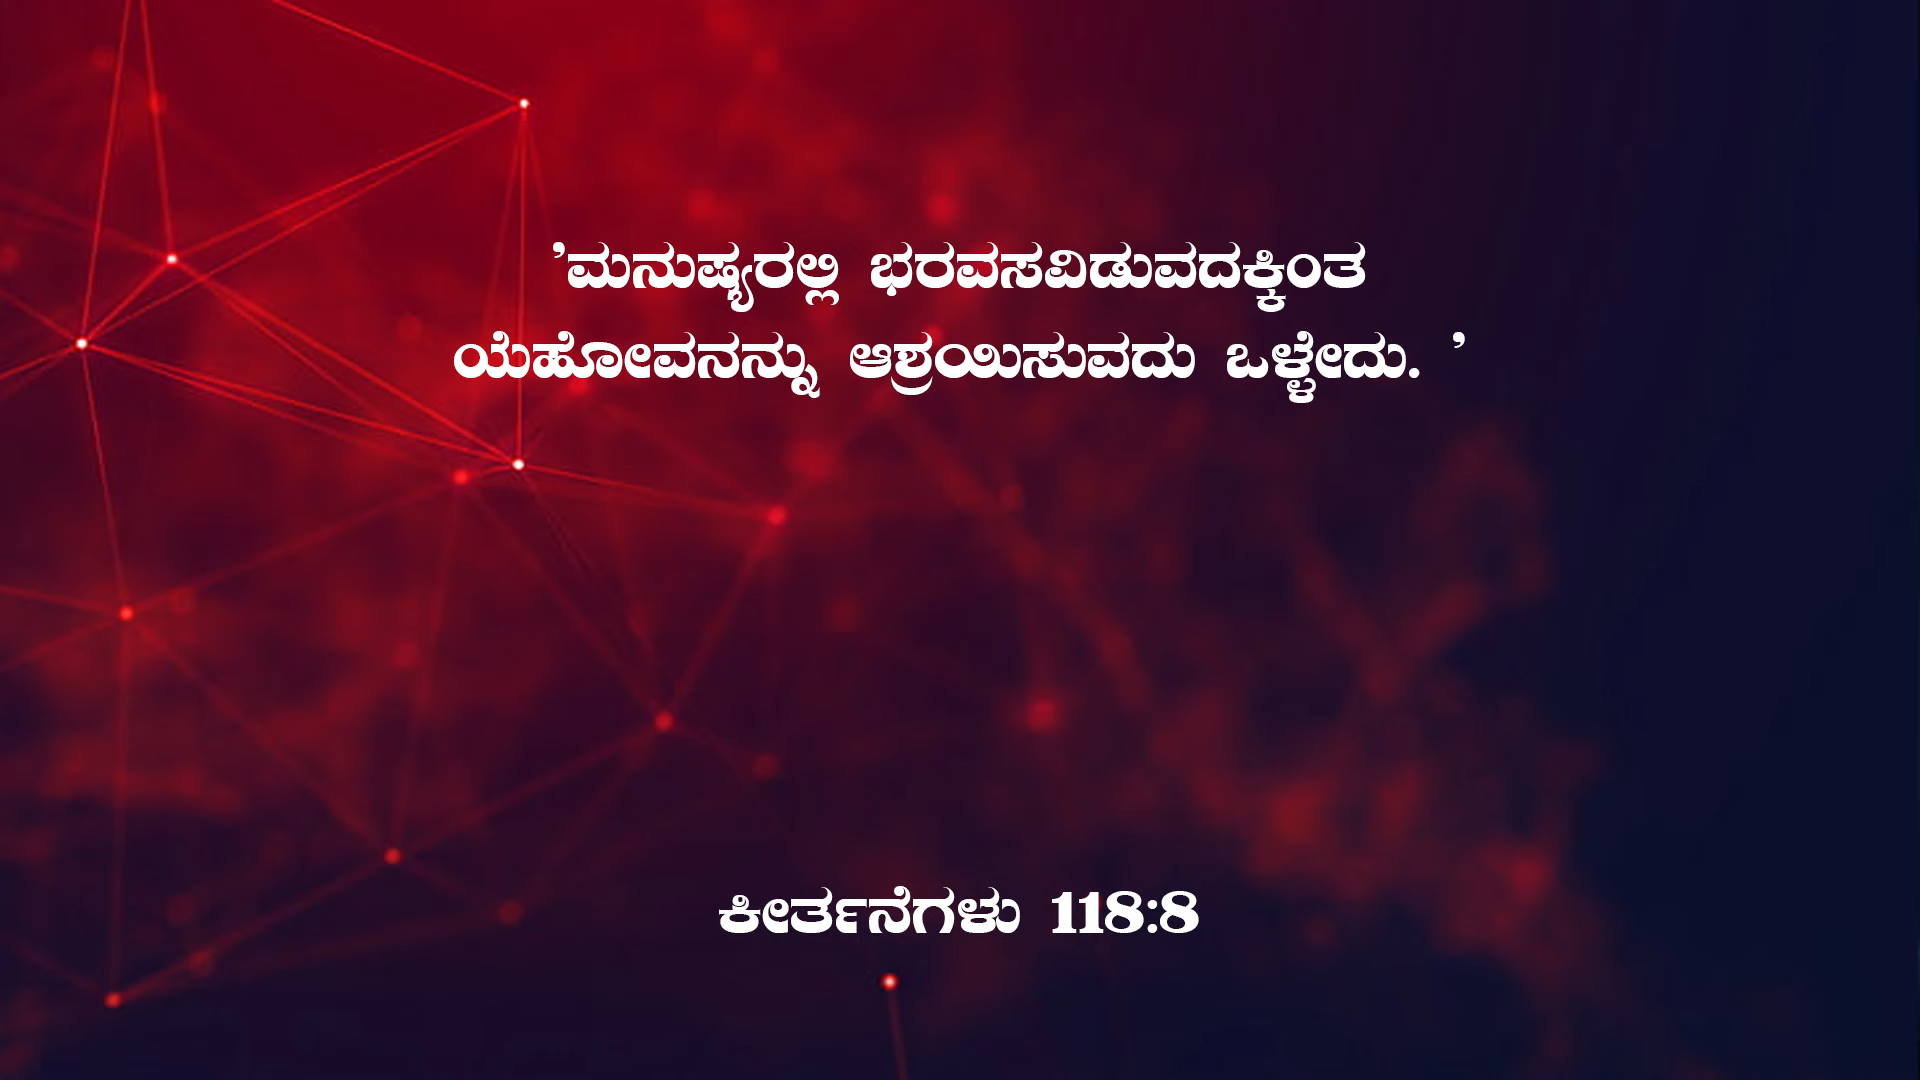 ’ಮನುಷ್ಯರಲ್ಲಿ ಭರವಸವಿಡುವದಕ್ಕಿಂತ
ಯೆಹೋವನನ್ನು ಆಶ್ರಯಿಸುವದು ಒಳ್ಳೇದು. ’
ಕೀರ್ತನೆಗಳು 118:8